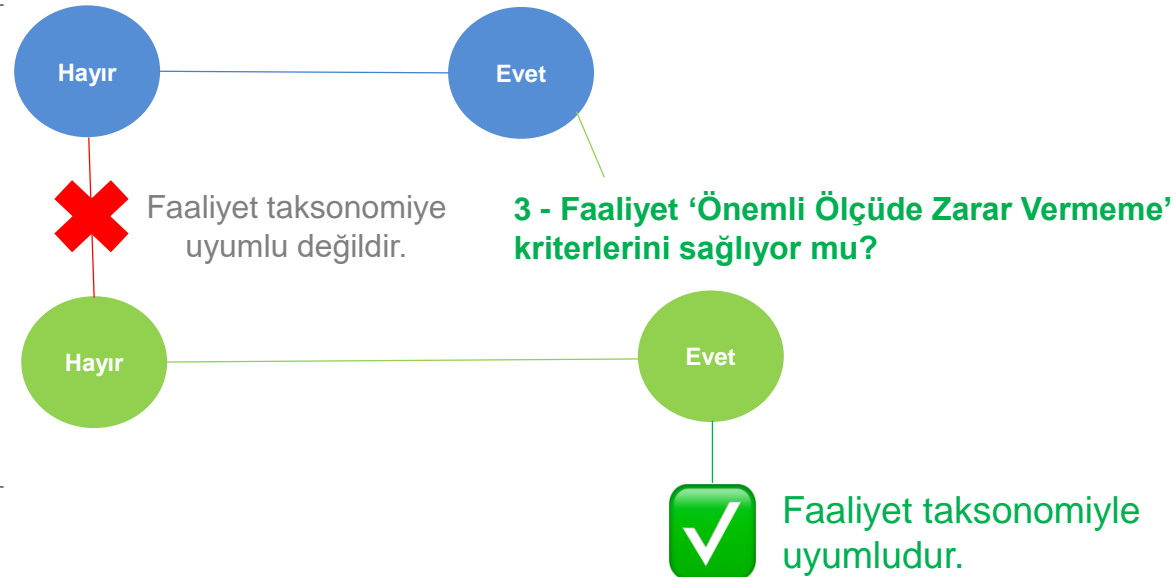 Hayır
Evet
Faaliyet taksonomiye
uyumlu değildir.
3 - Faaliyet ‘Önemli Ölçüde Zarar Vermeme’
kriterlerini sağlıyor mu?
Hayır
Evet
Faaliyet taksonomiyle
uyumludur.